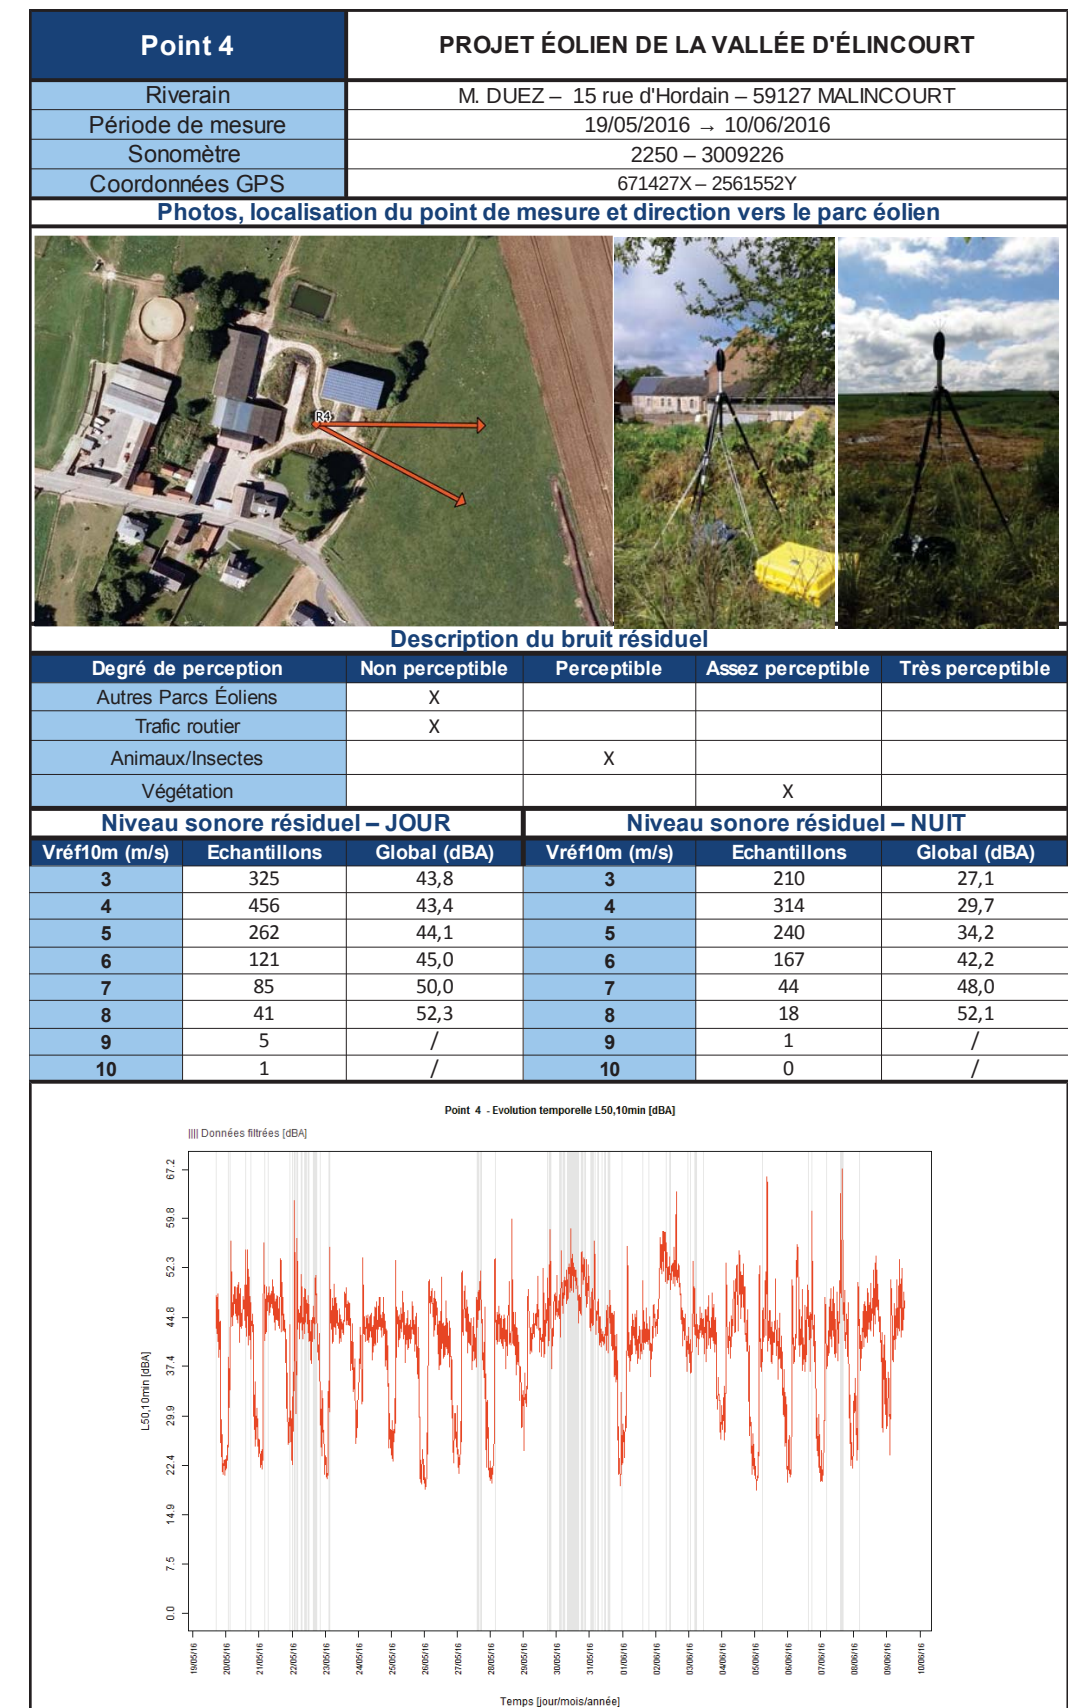 Point 4
PROJET ÉOLIEN DE LA VALLÉE D'ÉLINCOURT
Riverain M. DUEZ – 15 rue d'Hordain – 59127 MALINCOURT
Période de mesure 19/05/2016 → 10/06/2016
Sonomètre 2250 – 3009226
Coordonnées GPS 671427X – 2561552Y
Photos, localisation du point de mesure et direction vers le parc éolien
R4
Description du bruit résiduel
Degré de perception Non perceptible Perceptible Assez perceptible Très perceptible
Autres Parcs Éoliens X
Trafic routier X
Animaux/Insectes X
Végétation X
Niveau sonore résiduel – JOUR Niveau sonore résiduel – NUIT
Vréf10m (m/s) Echantillons Global (dBA) Vréf10m (m/s) Echantillons Global (dBA)
3 325 43,8 3 210 27,1
4 456 43,4 4 314 29,7
5 262 44,1 5 240 34,2
6 121 45,0 6 167 42,2
7 85 50,0 7 44 48,0
8 41 52,3 8 18 52,1
9 5 / 9 1 /
10 1 / 10 0 /
Point 4 - Evolution temporelle L50,10min [dBA]
|||| Données filtrées [dBA]
67.2
59.8
52.3
44.8
37.4
29.9
22.4
14.9
7.5
0.0
L50,10min [dBA]
19/05/16 20/05/16 21/05/16 22/05/16 23/05/16 24/05/16 25/05/16 26/05/16 27/05/16 28/05/16 29/05/16 30/05/16 31/05/16 01/06/16 02/06/16 03/06/16 04/06/16 05/06/16 06/06/16 07/06/16 08/06/16 09/06/16 10/06/16
Temps [jour/mois/année]